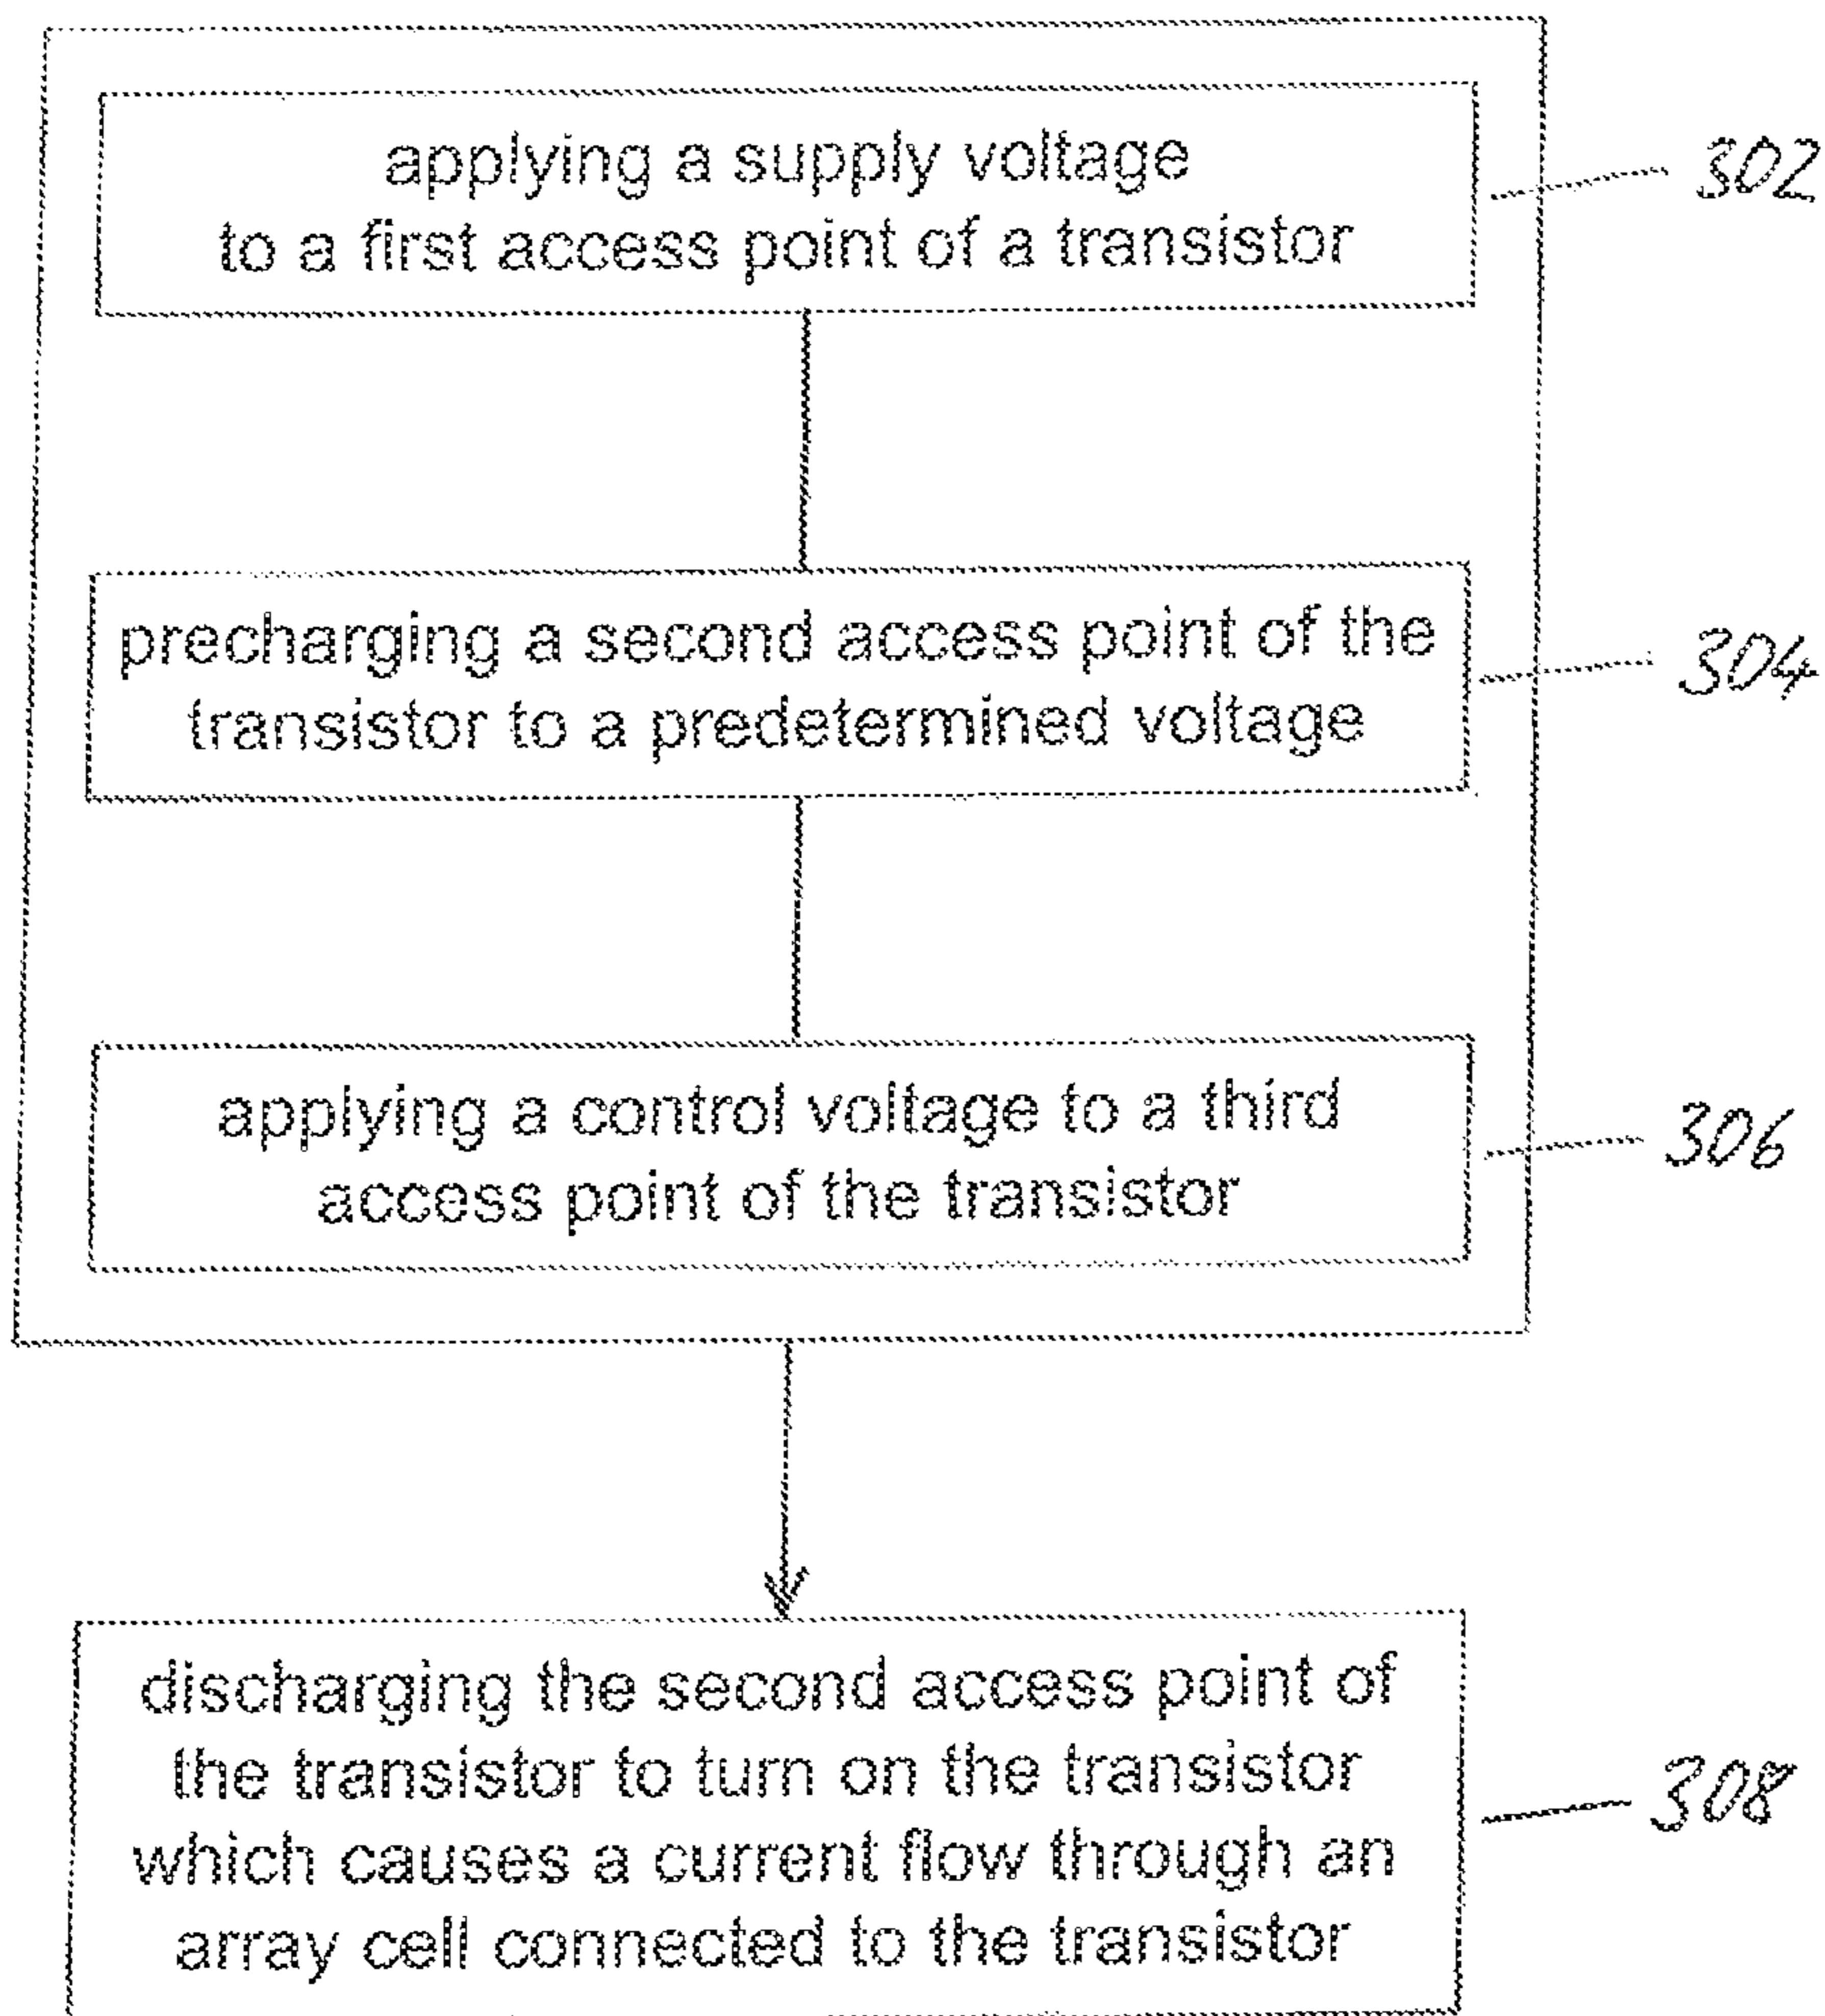 applying a supply voltage
to a first access point of a transistor
302
precharging a second access point of the
transistor to a predetermined voltage
304
applying a control voltage to a third
access point of the transistor
306
discharging the second access point of
the transistor to turn on the transistor
which causes a current flow through an
array cell connected to the transistor
308